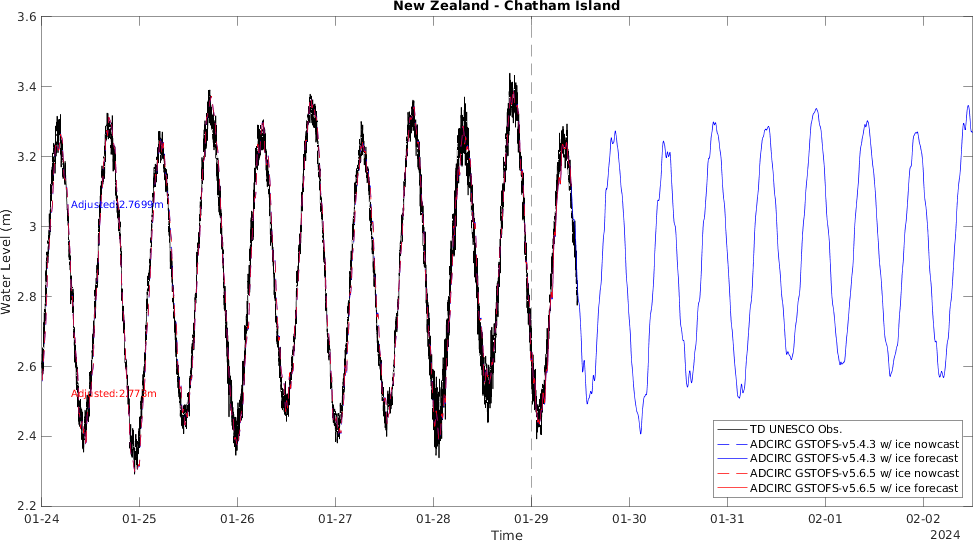 New Zealand - Chatham Island
3.6
3.4
3.2
3
2.8
2.6
2.4
2.2
Water Level (m)
Adjusted:2.7699m
Adjusted:2.773m
TD UNESCO Obs.
ADCIRC GSTOFS-v5.4.3 w/ ice nowcast
ADCIRC GSTOFS-v5.4.3 w/ ice forecast
ADCIRC GSTOFS-v5.6.5 w/ ice nowcast
ADCIRC GSTOFS-v5.6.5 w/ ice forecast
01-24 01-25 01-26 01-27 01-28 01-29 01-30 01-31 02-01 02-02
Time
2024